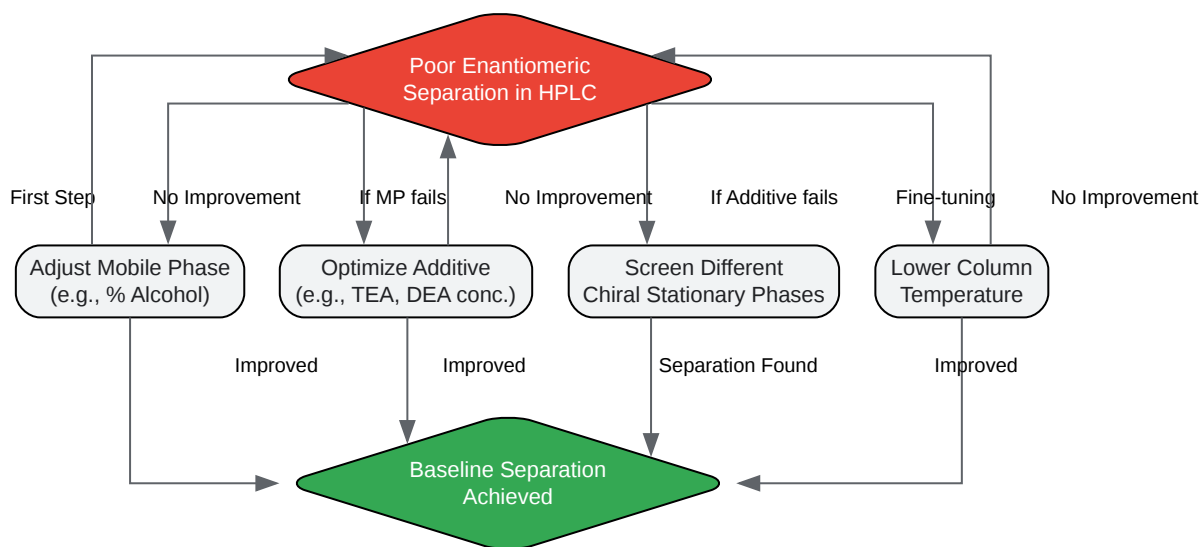 Poor Enantiomeric
Separation in HPLC
First Step
No Improvement
If MP fails
No Improvement
If Additive fails
Fine-tuning
No Improvement
Adjust Mobile Phase
(e.g., % Alcohol)
Optimize Additive
(e.g., TEA, DEA conc.)
Screen Different
Chiral Stationary Phases
Lower Column
Temperature
Improved
Improved
Separation Found
Improved
Baseline Separation
Achieved